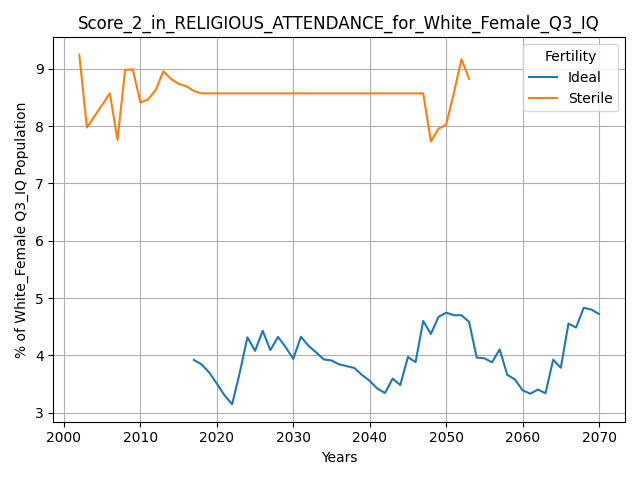 Score_2_in_RELIGIOUS_ATTENDANCE_for_White_Female_Q3_IQ
Fertility
Ideal
Sterile
% of White_Female Q3_IQ Population
9
8
7
6
5
4
3
2000 2010 2020 2030 2040 2050 2060 2070
Years